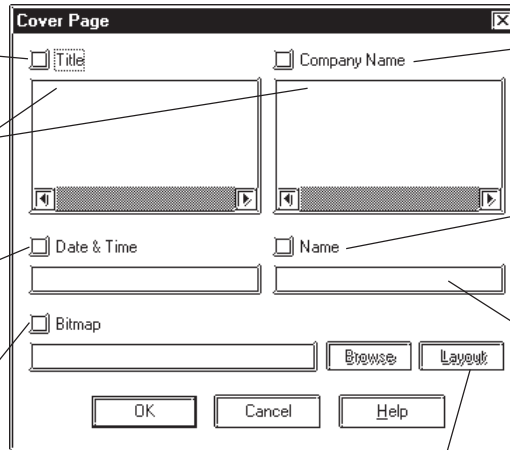 Cover Page
Title
Company Name
Date & Time
Name
Bitmap
Browse
Layout
OK
Cancel
Help